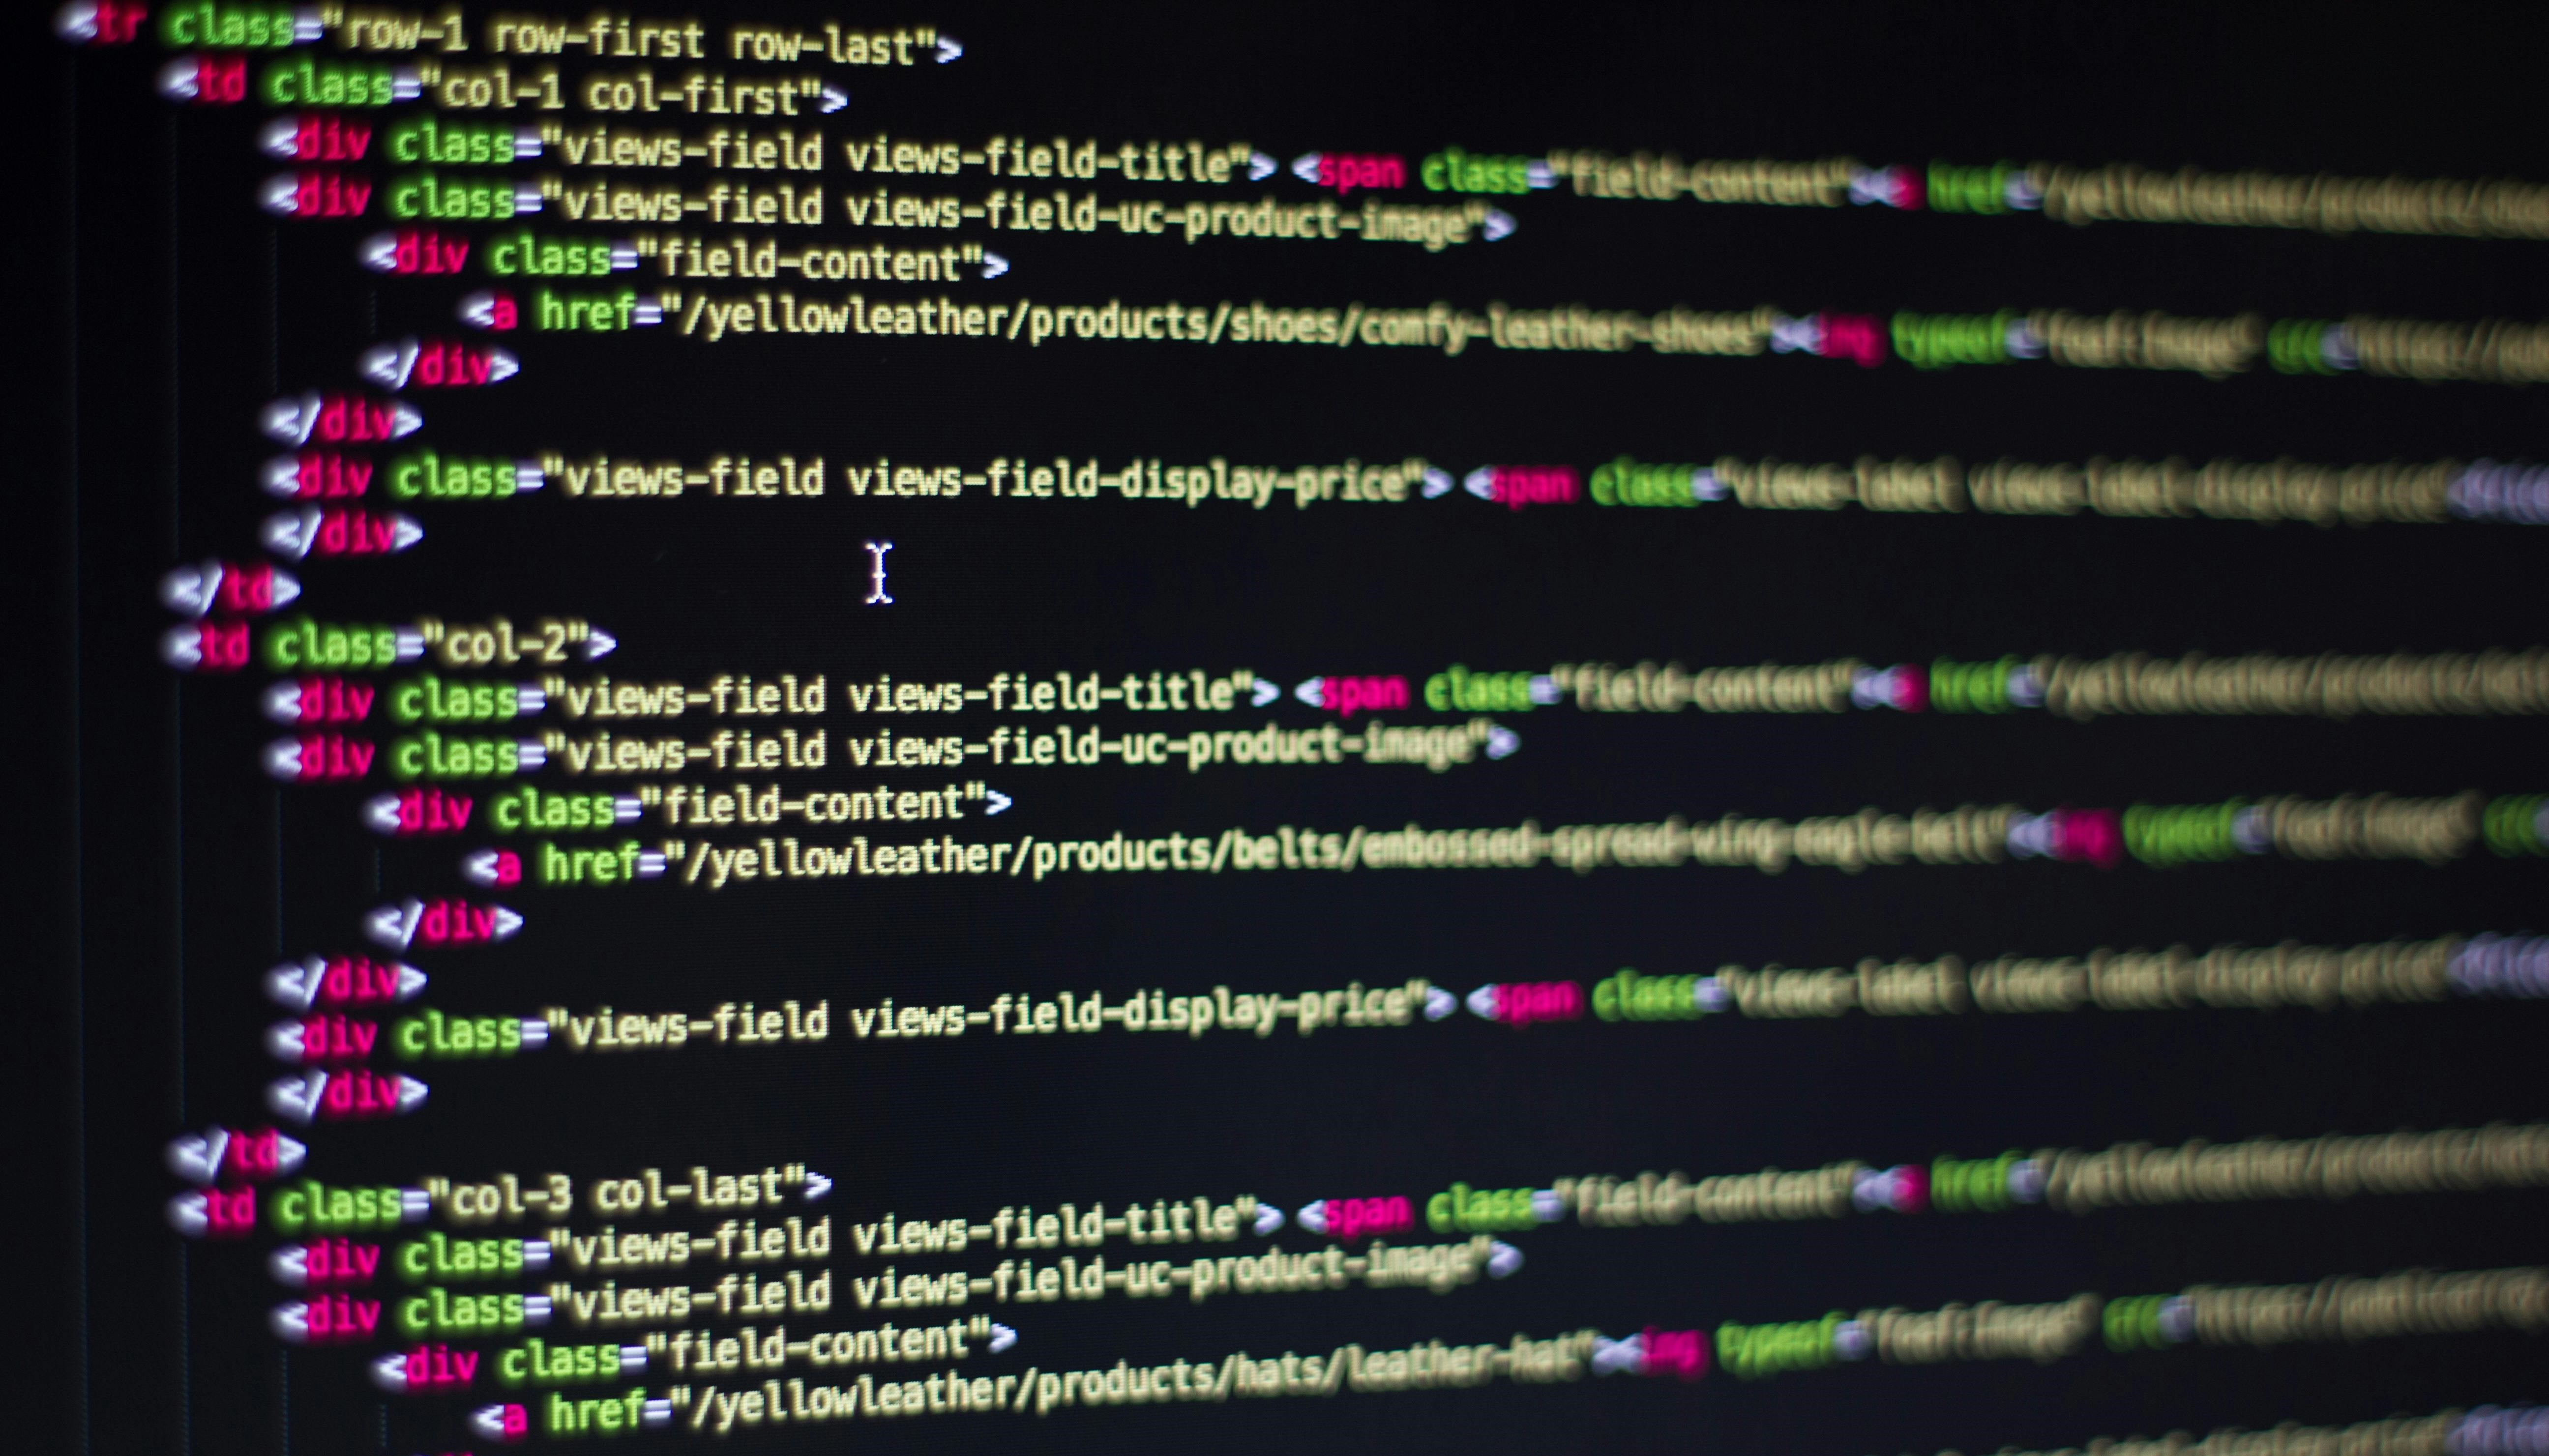 <tr class="row-1 row-first row-last">
<td class="col-1 col-first">
<div class="views-field views-field-title"> <span class="field-content"><a href="/yellowleather/products/
<div class="views-field views-field-uc-product-image">
<div class="field-content">
<a href="/yellowleather/products/shoes/comfy-leather-shoes"><img typeof="foaf:Image" src="
</div>
</div>
<div class="views-field views-field-display-price"> <span class="views-label views-label-display-price">
</div>
</td>
<td class="col-2">
<div class="views-field views-field-title"> <span class="field-content"><a href="/yellowleather/products/
<div class="views-field views-field-uc-product-image">
<div class="field-content">
<a href="/yellowleather/products/belts/embossed-spread-wing-eagle-belt"><img typeof="foaf:Image"
</div>
</div>
<div class="views-field views-field-display-price"> <span class="views-label views-label-display-price">
</div>
</td>
<td class="col-3 col-last">
<div class="views-field views-field-title"> <span class="field-content"><a href="/yellowleather/products/
<div class="views-field views-field-uc-product-image">
<div class="field-content">
<a href="/yellowleather/products/hats/leather-hat"><img typeof="foaf:Image" src="